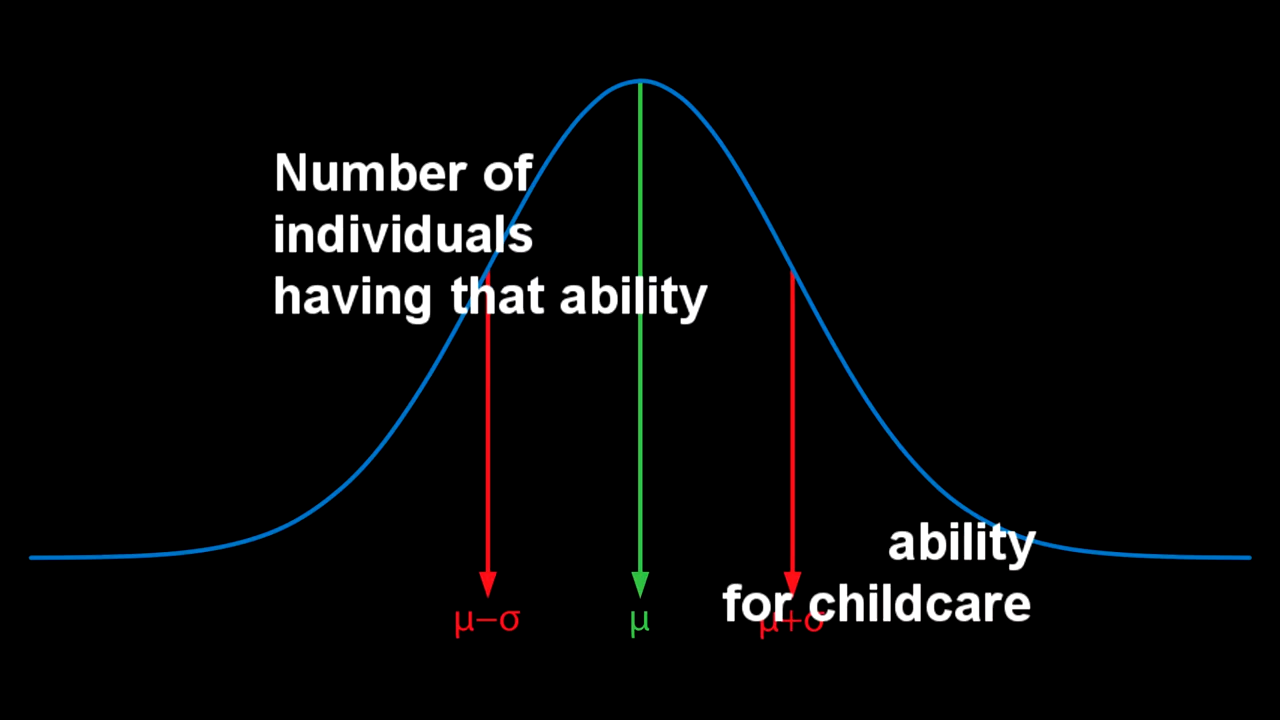 Number of
individuals
having that ability
ability
for childcare
μ−σ
μ
μ+σ